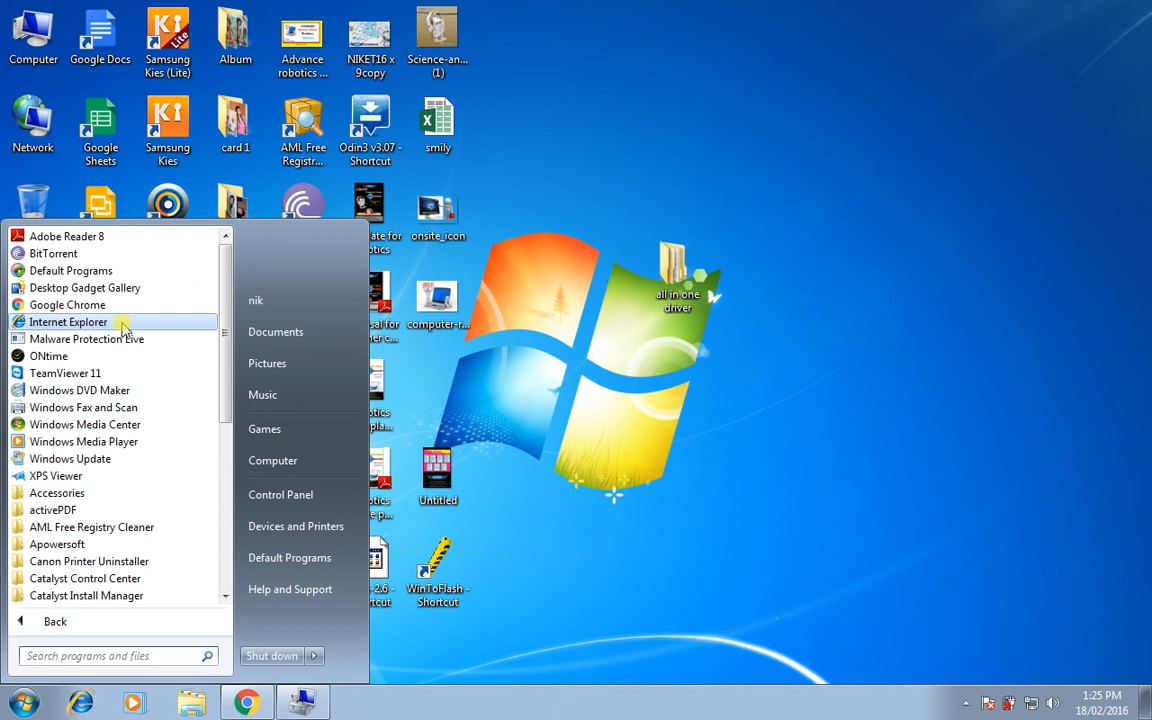 Computer
Google Docs
Samsung
Kies (Lite)
Album
Advance
robotics ...
NIKET16 x
9copy
Science-an...
(1)
Lite
Network
Google
Sheets
Samsung
Kies
card 1
AML Free
Registr...
Odin3 v3.07 -
Shortcut
smily
onsite_icon
all in one
driver
computer-r...
Untitled
WinToFlash -
Shortcut
Adobe Reader 8
BitTorrent
Default Programs
Desktop Gadget Gallery
Google Chrome
Internet Explorer
Malware Protection Live
ONtime
TeamViewer 11
Windows DVD Maker
Windows Fax and Scan
Windows Media Center
Windows Media Player
Windows Update
XPS Viewer
Accessories
activePDF
AML Free Registry Cleaner
Apowersoft
Canon Printer Uninstaller
Catalyst Control Center
Catalyst Install Manager
Back
Search programs and files
nik
Documents
Pictures
Music
Games
Computer
Control Panel
Devices and Printers
Default Programs
Help and Support
Shut down
1:25 PM
18/02/2016